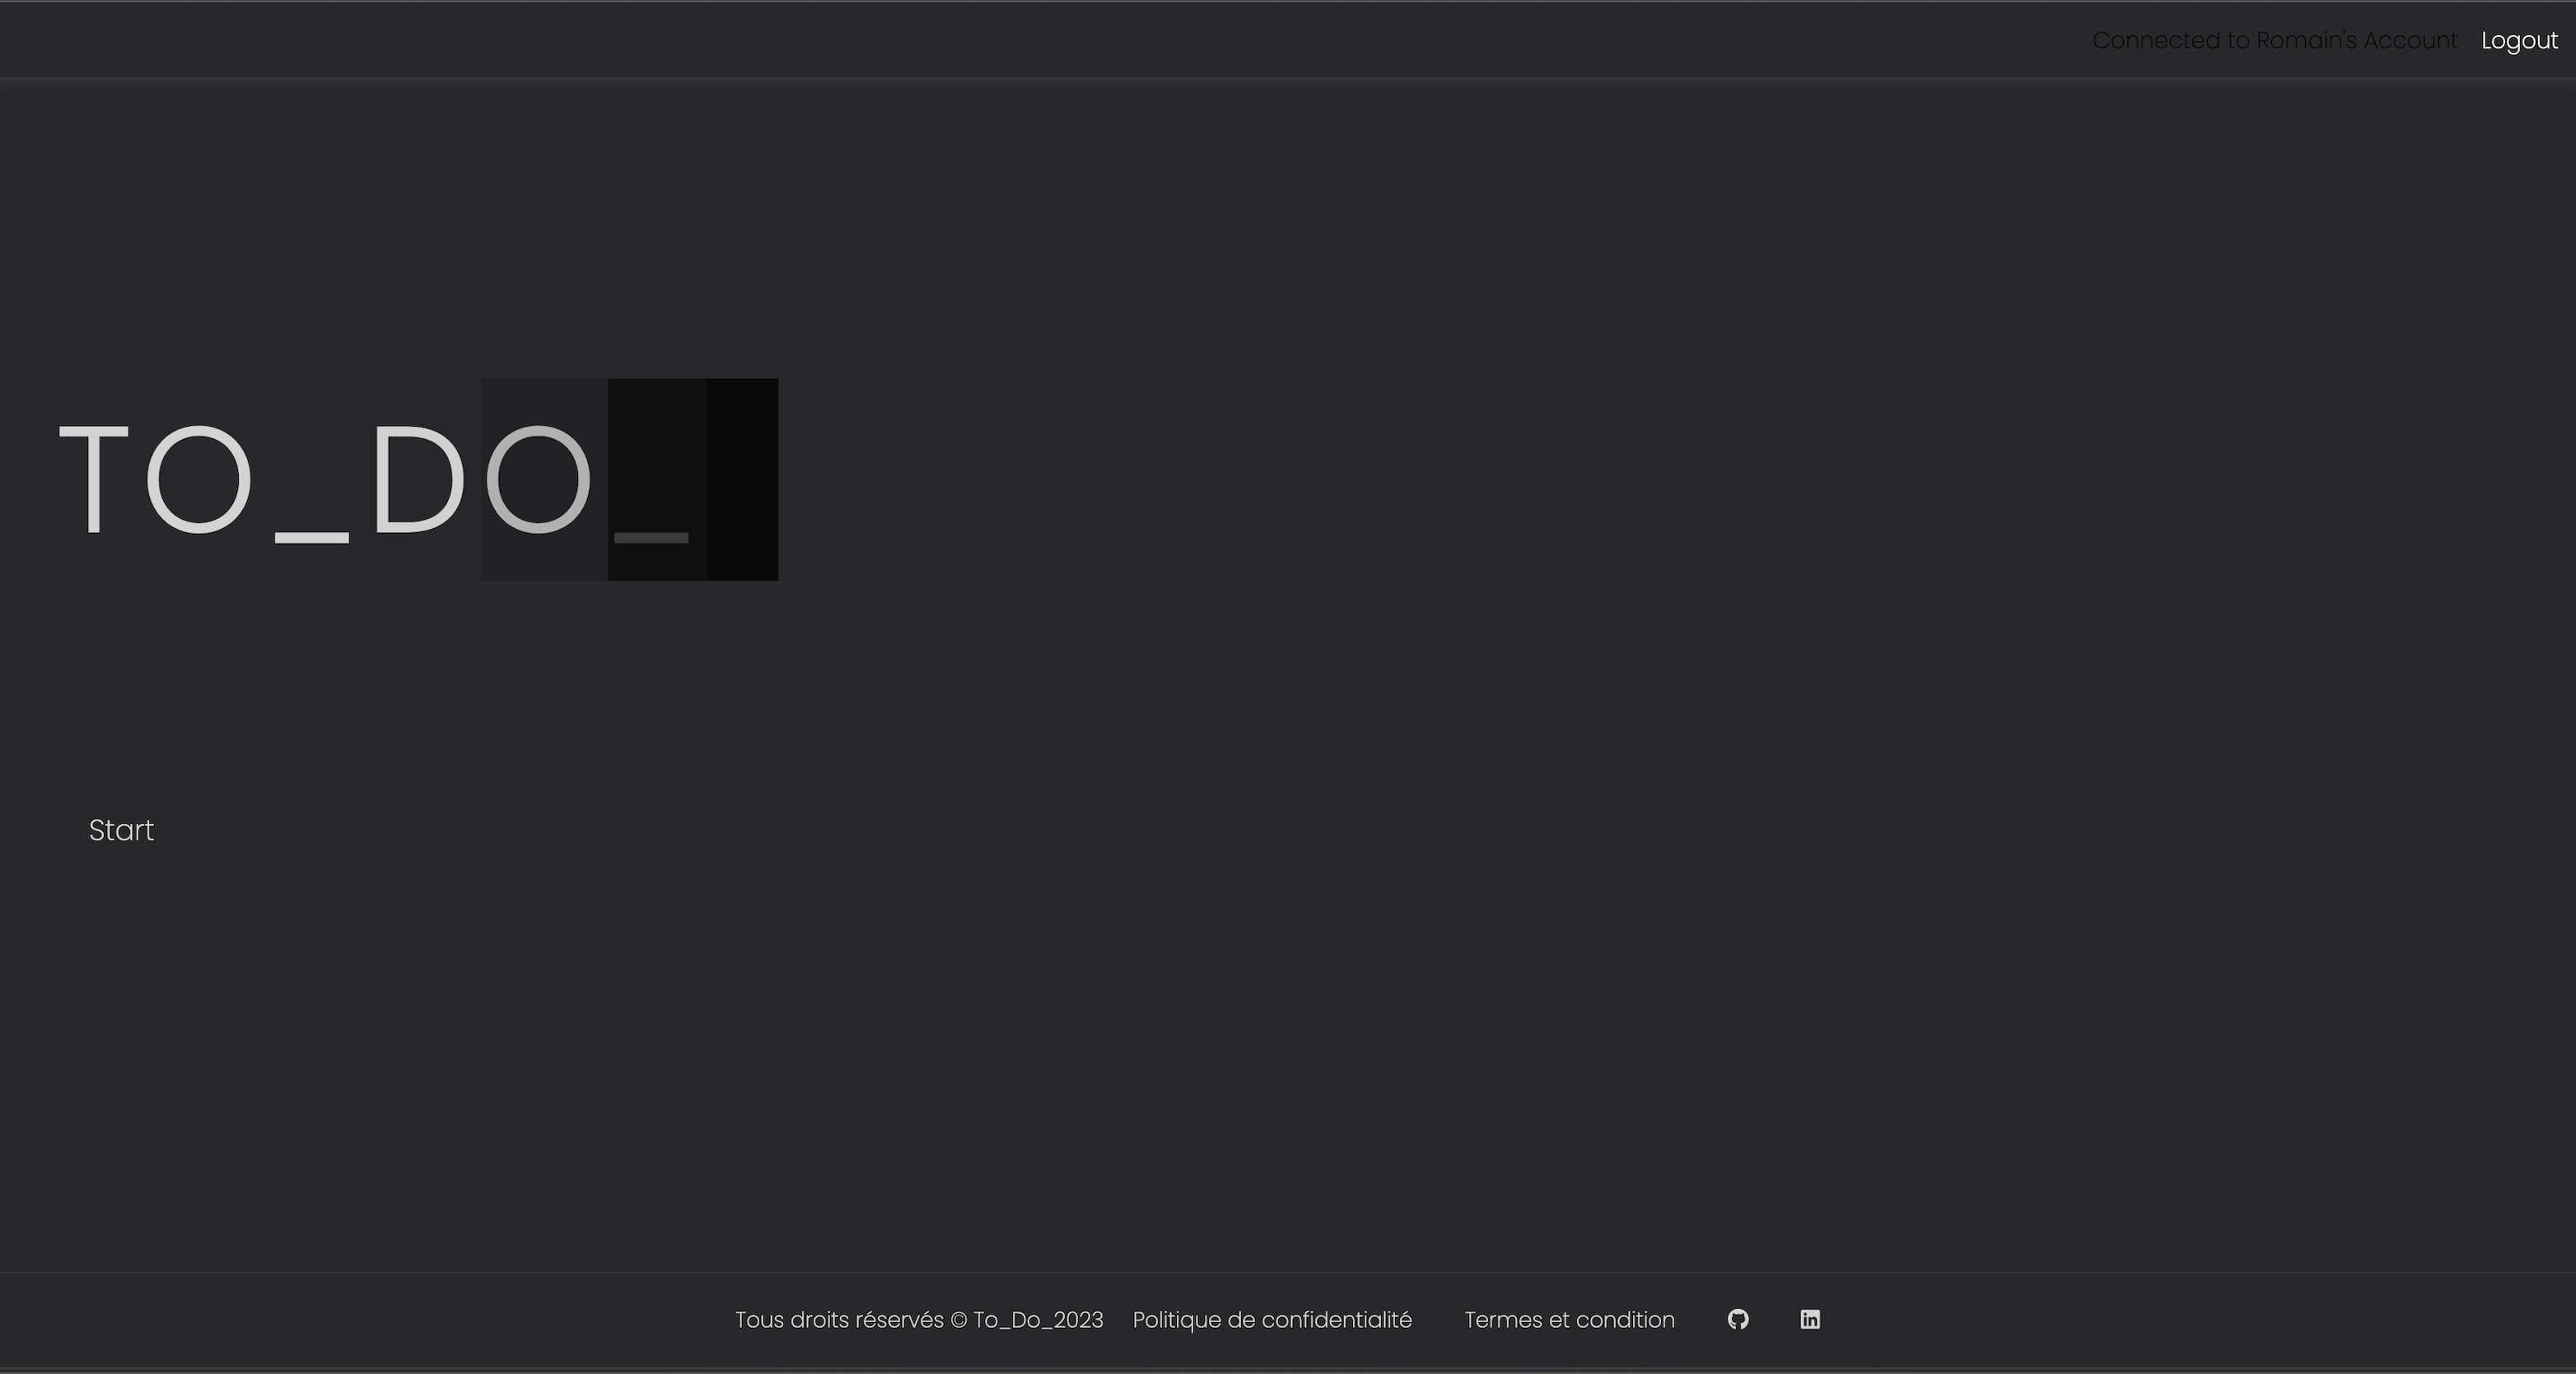 Connected to Romain's Account Logout
TO_DO_
Start
Tous droits réservés © To_Do_2023 Politique de confidentialité Termes et condition